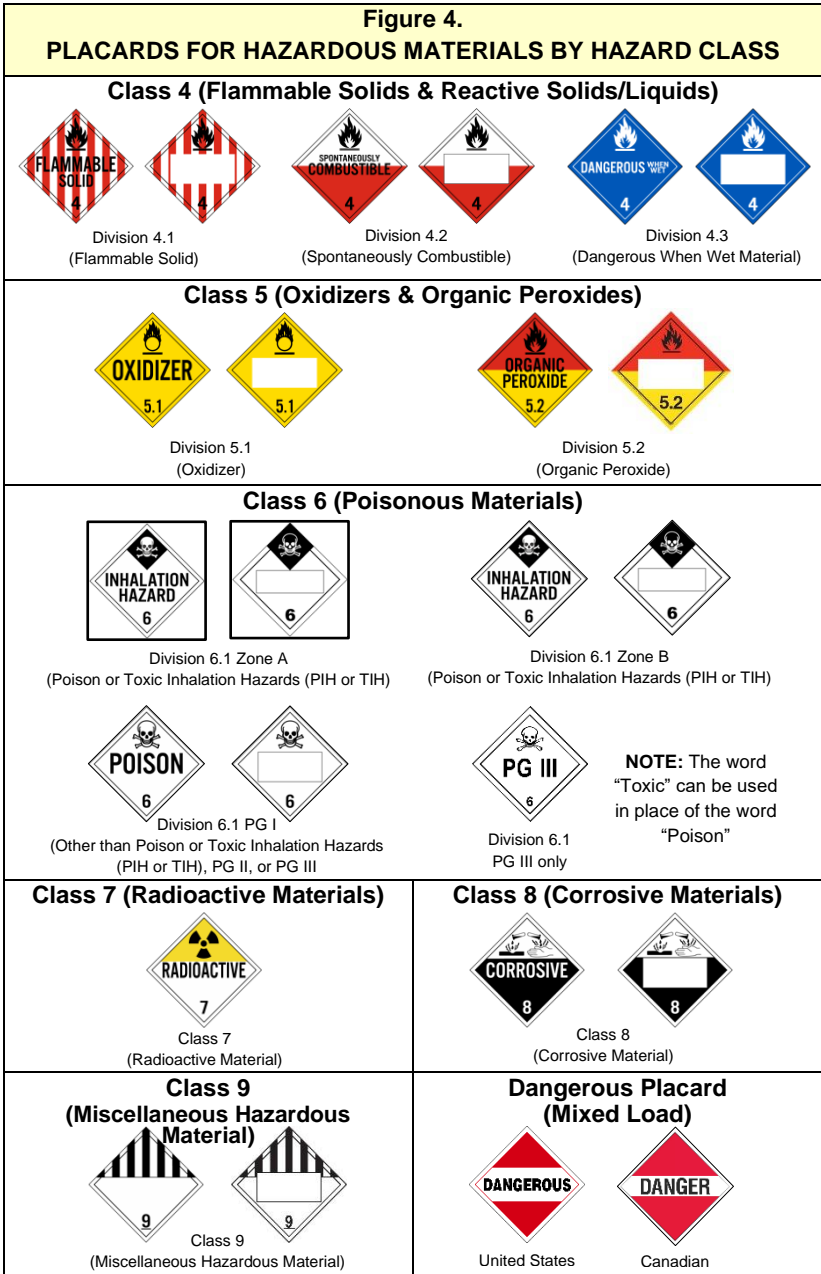 Figure 4.
PLACARDS FOR HAZARDOUS MATERIALS BY HAZARD CLASS
Class 4 (Flammable Solids & Reactive Solids/Liquids)
FLAMMABLE
SOLID
4
4
Division 4.1
(Flammable Solid)
SPONTANEOUSLY
COMBUSTIBLE
4
4
Division 4.2
(Spontaneously Combustible)
DANGEROUS WHEN WET
4
4
Division 4.3
(Dangerous When Wet Material)
Class 5 (Oxidizers & Organic Peroxides)
OXIDIZER
5.1
5.1
Division 5.1
(Oxidizer)
ORGANIC
PEROXIDE
5.2
5.2
Division 5.2
(Organic Peroxide)
Class 6 (Poisonous Materials)
INHALATION
HAZARD
6
6
Division 6.1 Zone A
(Poison or Toxic Inhalation Hazards (PIH or TIH)
INHALATION
HAZARD
6
6
Division 6.1 Zone B
(Poison or Toxic Inhalation Hazards (PIH or TIH)
POISON
6
6
Division 6.1 PG I
(Other than Poison or Toxic Inhalation Hazards
(PIH or TIH), PG II, or PG III
PG III
6
Division 6.1
PG III only
NOTE: The word
“Toxic” can be used
in place of the word
“Poison”
Class 7 (Radioactive Materials)
RADIOACTIVE
7
Class 7
(Radioactive Material)
Class 8 (Corrosive Materials)
CORROSIVE
8
8
Class 8
(Corrosive Material)
Class 9
(Miscellaneous Hazardous
Material)
9
9
Class 9
(Miscellaneous Hazardous Material)
Dangerous Placard
(Mixed Load)
DANGEROUS
United States
DANGER
Canadian